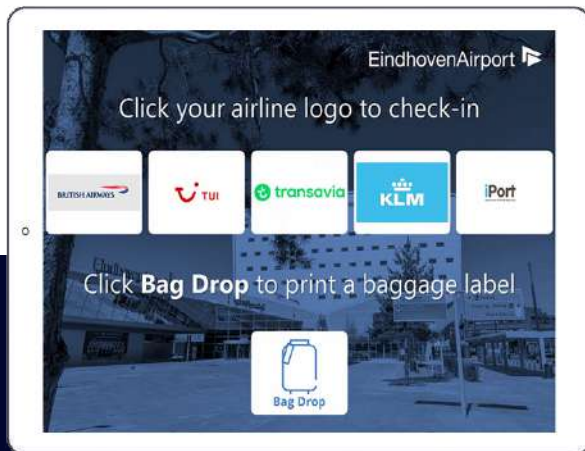 EindhovenAirport
Click your airline logo to check-in
BRITISH AIRWAYS
TUI
transavia
KLM
iPort
Click Bag Drop to print a baggage label
Bag Drop